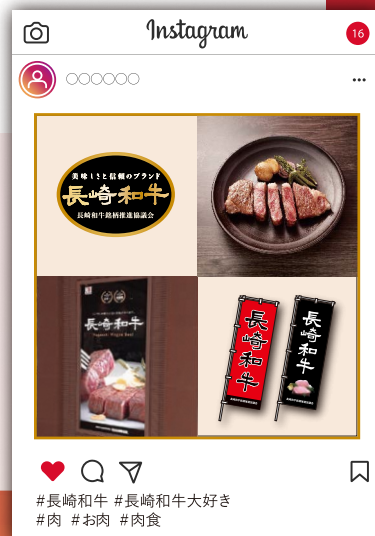 Instagram
16
○○○○○○
美味しさと信頼のブランド
長崎和牛
長崎和牛銘柄推進協議会
長崎和牛
長崎和牛
長崎和牛
#長崎和牛 #長崎和牛大好き
#肉 #お肉 #肉食